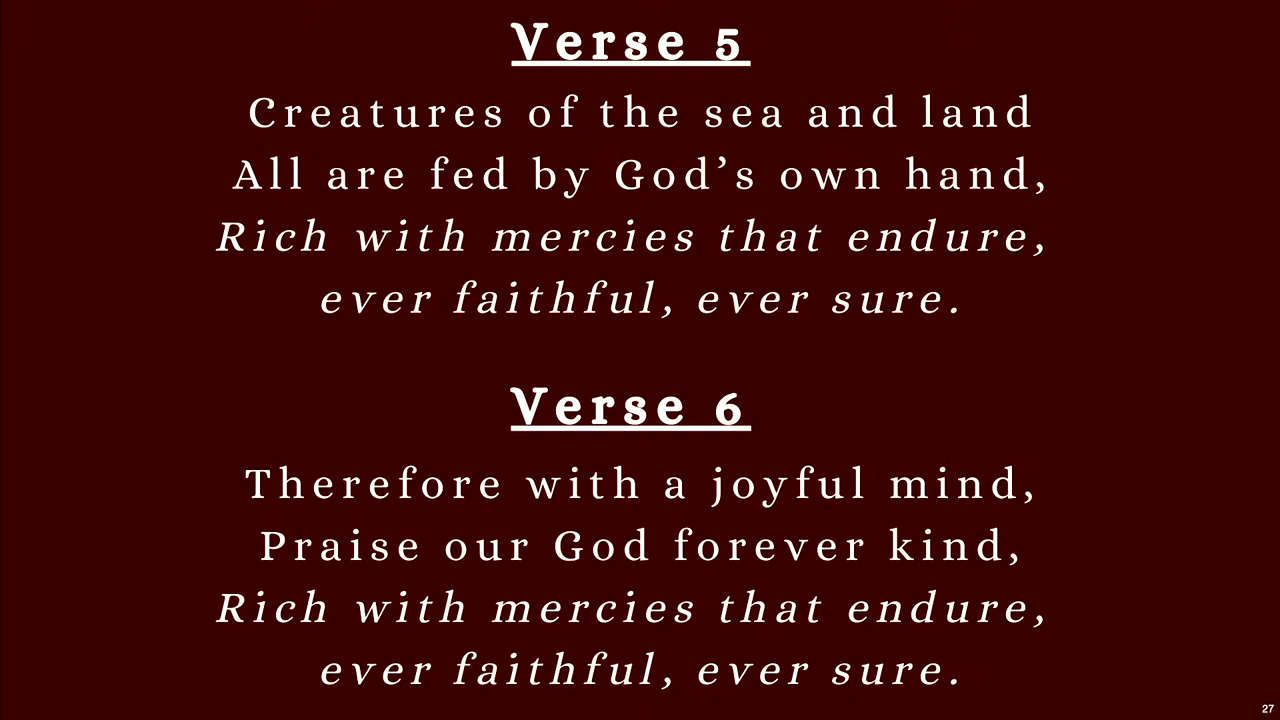 Verse 5
Creatures of the sea and land
All are fed by God’s own hand,
Rich with mercies that endure,
ever faithful, ever sure.
Verse 6
Therefore with a joyful mind,
Praise our God forever kind,
Rich with mercies that endure,
ever faithful, ever sure.
27